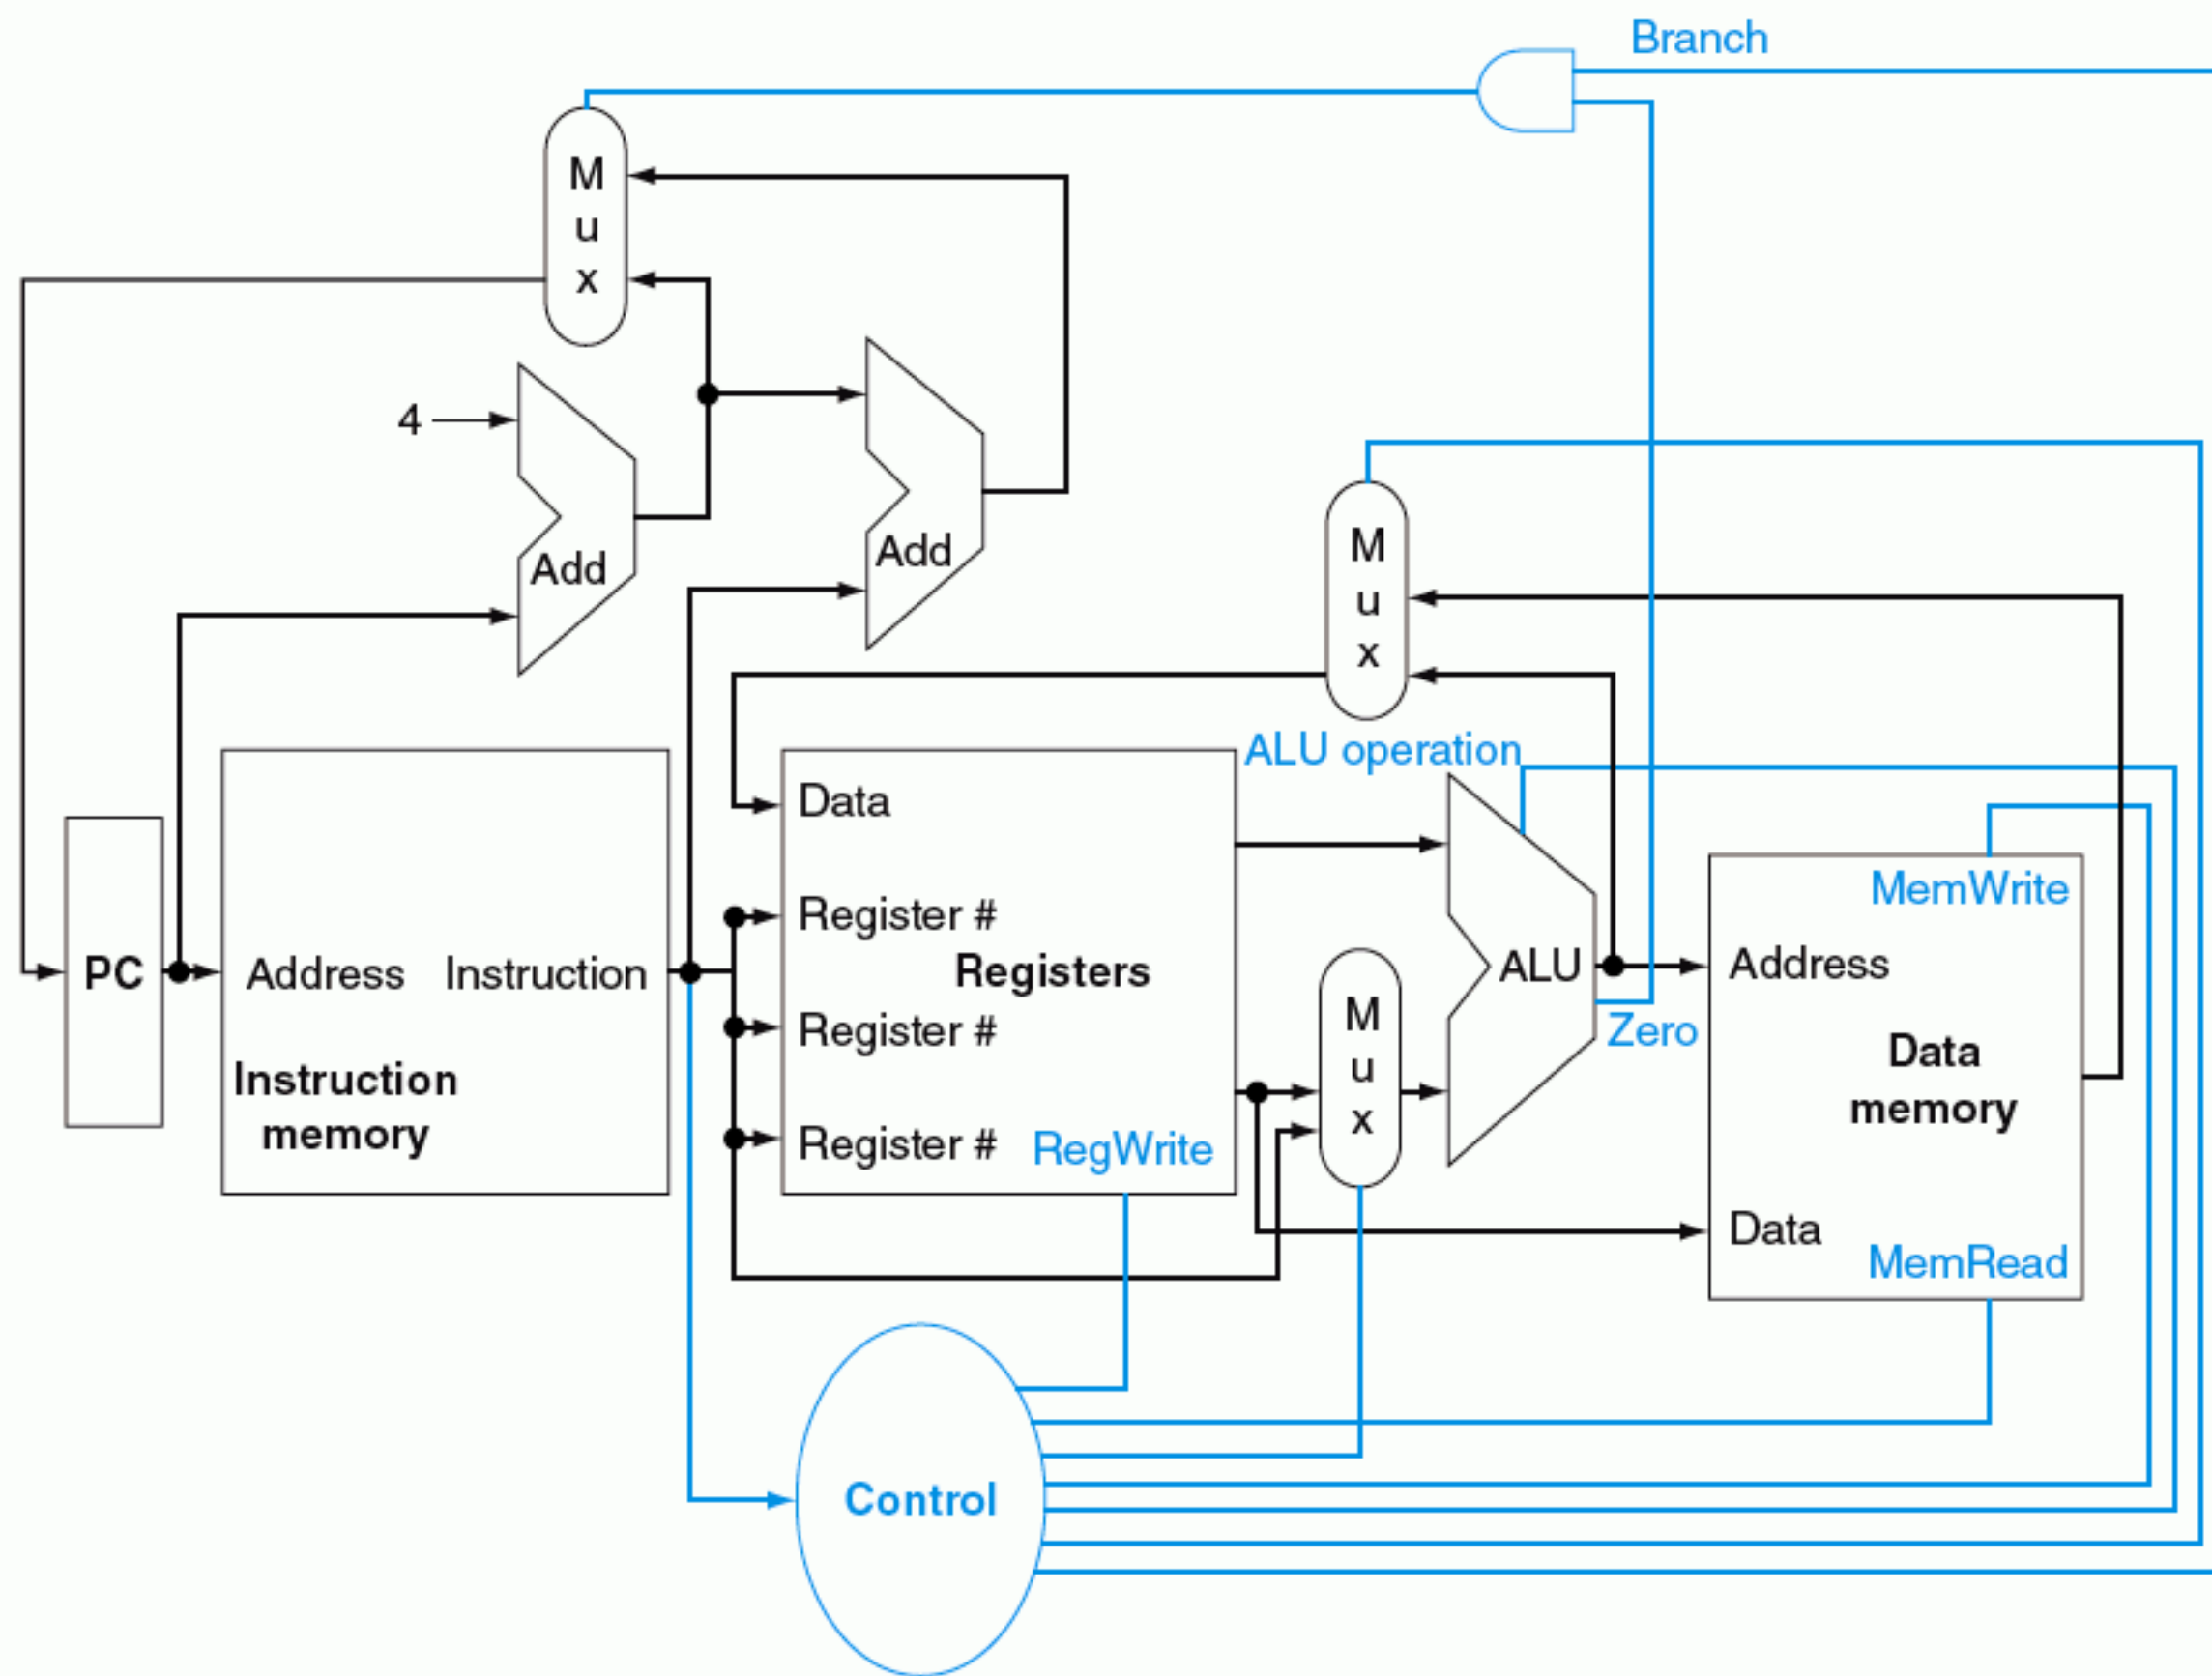 Branch
M
u
x
4
Add
Add
M
u
x
ALU operation
Data
Register #
Registers
Register #
Register #
RegWrite
PC
Address
Instruction
Instruction
memory
M
u
x
ALU
Zero
MemWrite
Address
Data
memory
Data
MemRead
Control